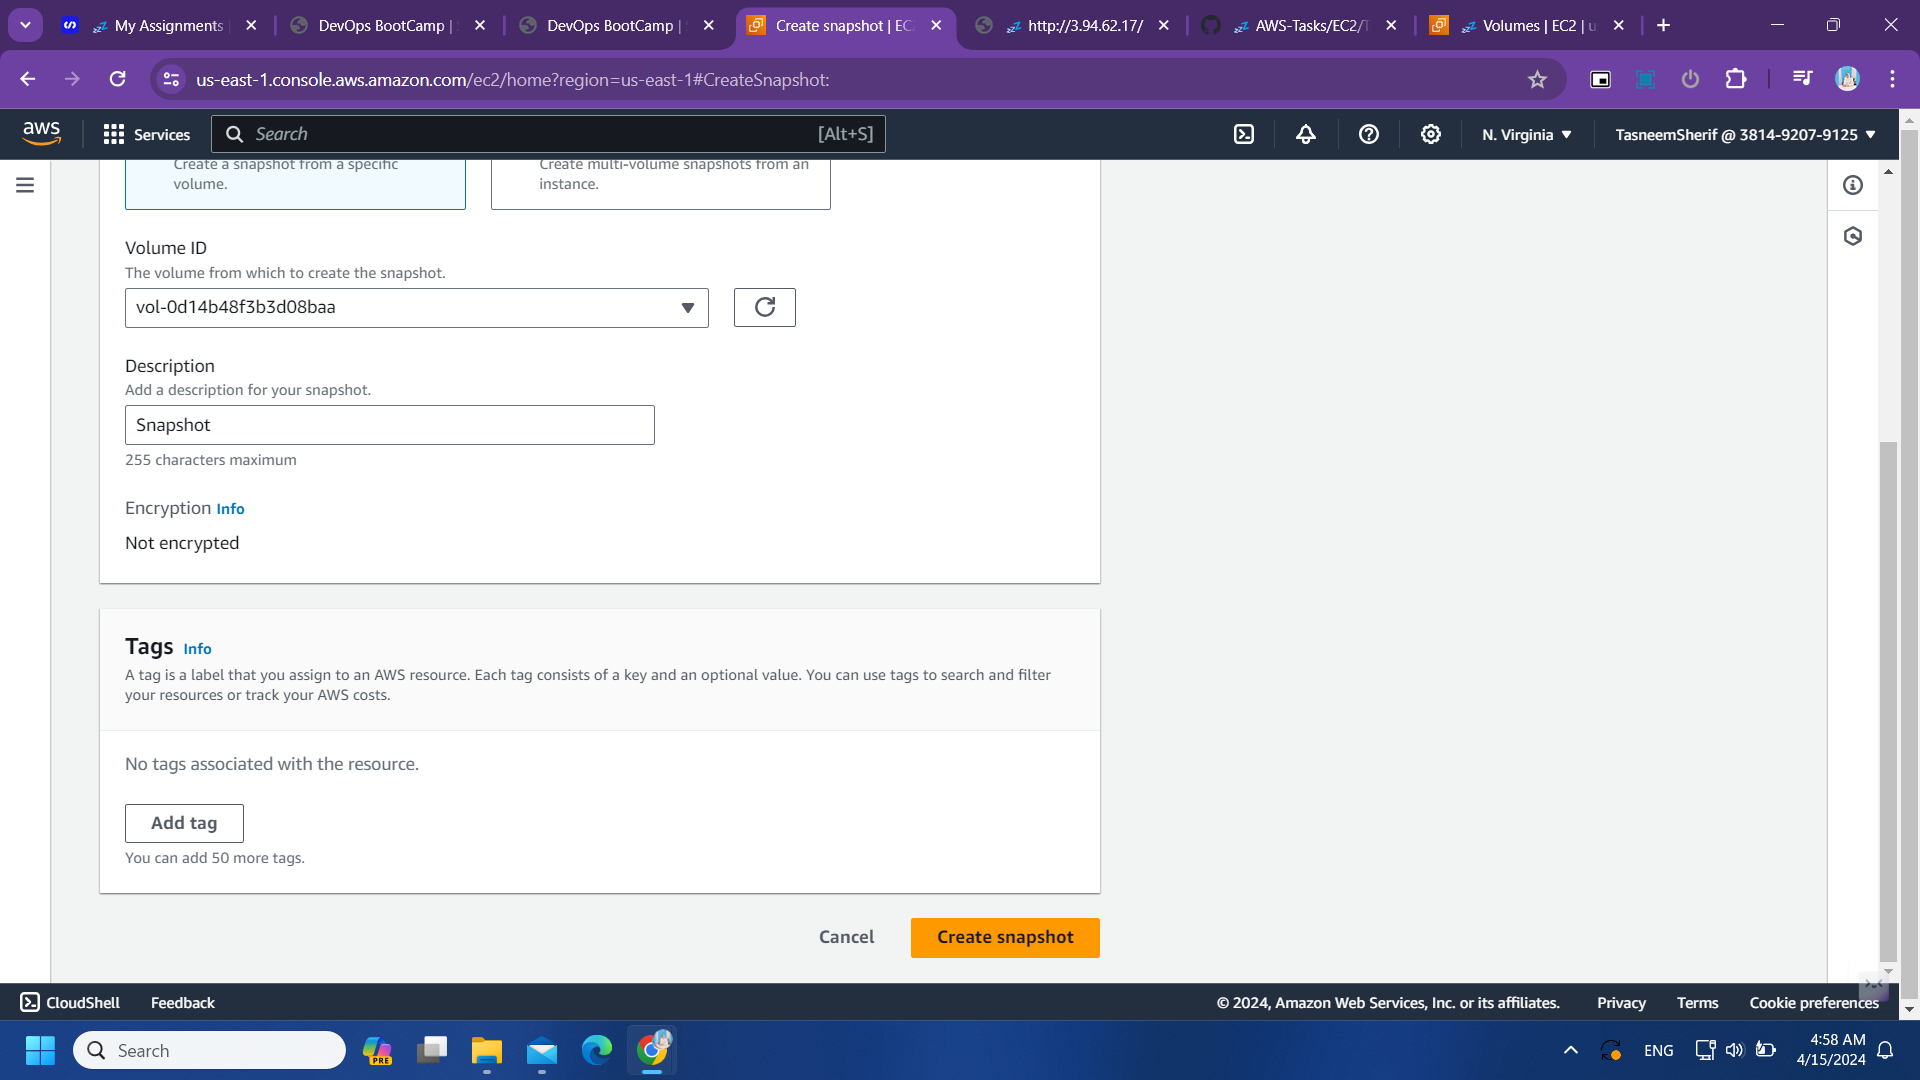 My Assignments
DevOps BootCamp |
DevOps BootCamp |
Create snapshot | EC
http://3.94.62.17/
AWS-Tasks/EC2/T
Volumes | EC2 | u
us-east-1.console.aws.amazon.com/ec2/home?region=us-east-1#CreateSnapshot:
aws
Services
Search
[Alt+S]
N. Virginia
TasneemSherif @ 3814-9207-9125
Create a snapshot from a specific
volume.
Create multi-volume snapshots from an
instance.
Volume ID
The volume from which to create the snapshot.
vol-0d14b48f3b3d08baa
Description
Add a description for your snapshot.
Snapshot
255 characters maximum
Encryption Info
Not encrypted
Tags Info
A tag is a label that you assign to an AWS resource. Each tag consists of a key and an optional value. You can use tags to search and filter
your resources or track your AWS costs.
No tags associated with the resource.
Add tag
You can add 50 more tags.
Cancel
Create snapshot
CloudShell
Feedback
© 2024, Amazon Web Services, Inc. or its affiliates.
Privacy
Terms
Cookie preferences
Search
PRE
ENG
4:58 AM
4/15/2024